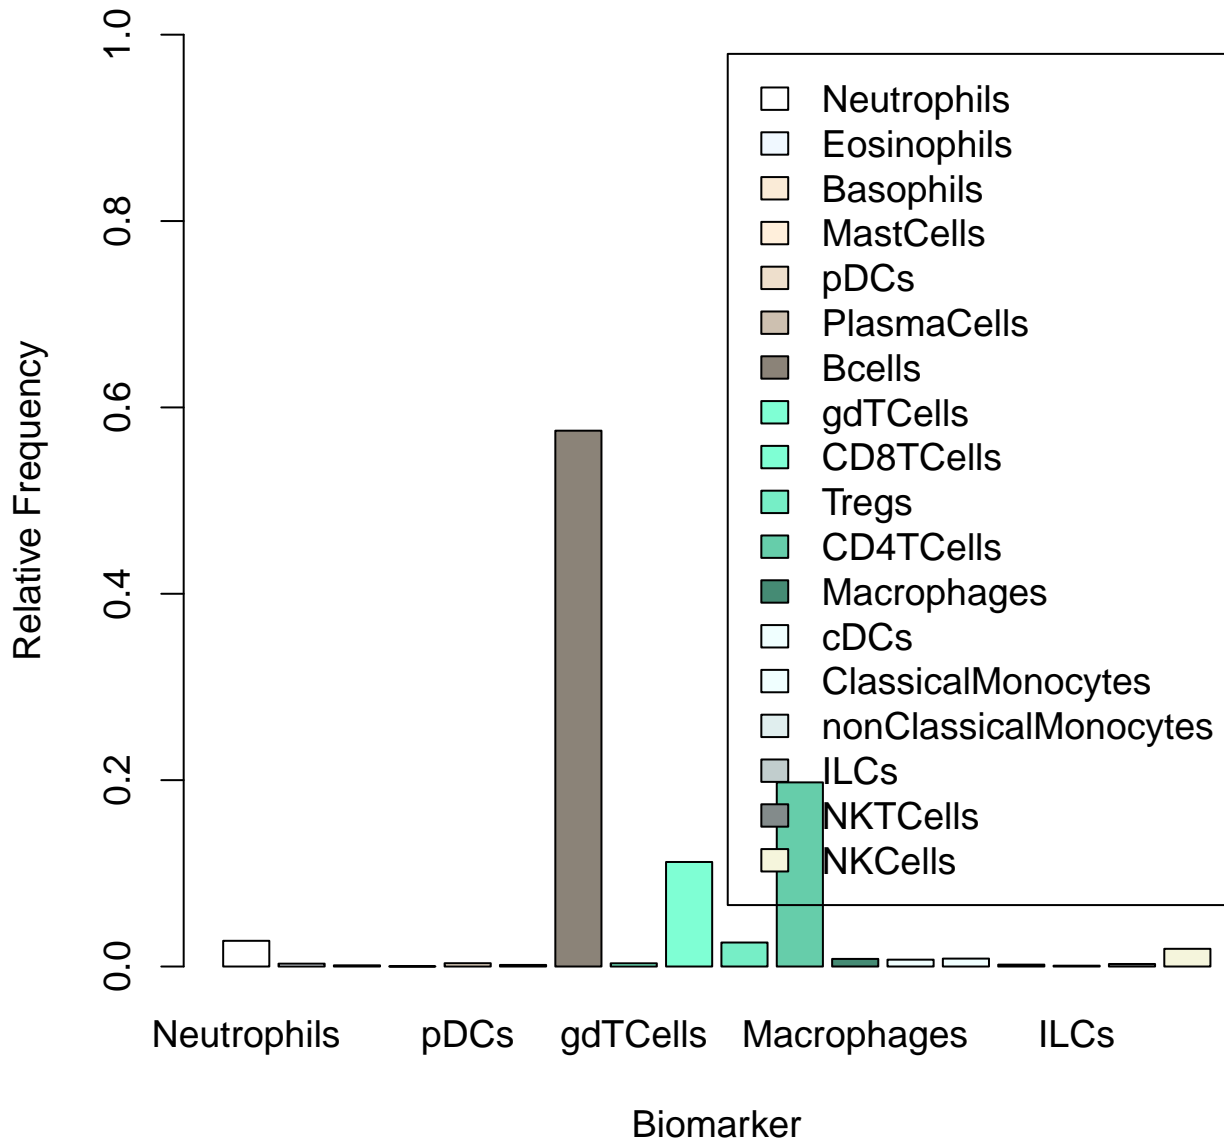 1.0
0.8
0.6
0.4
0.2
0.0
Relative Frequency
Neutrophils
Eosinophils
Basophils
MastCells
pDCs
PlasmaCells
Bcells
gdTCells
CD8TCells
Tregs
CD4TCells
Macrophages
cDCs
ClassicalMonocytes
nonClassicalMonocytes
ILCs
NKTCells
NKCells
Neutrophils pDCs gdTCells Macrophages ILCs
Biomarker